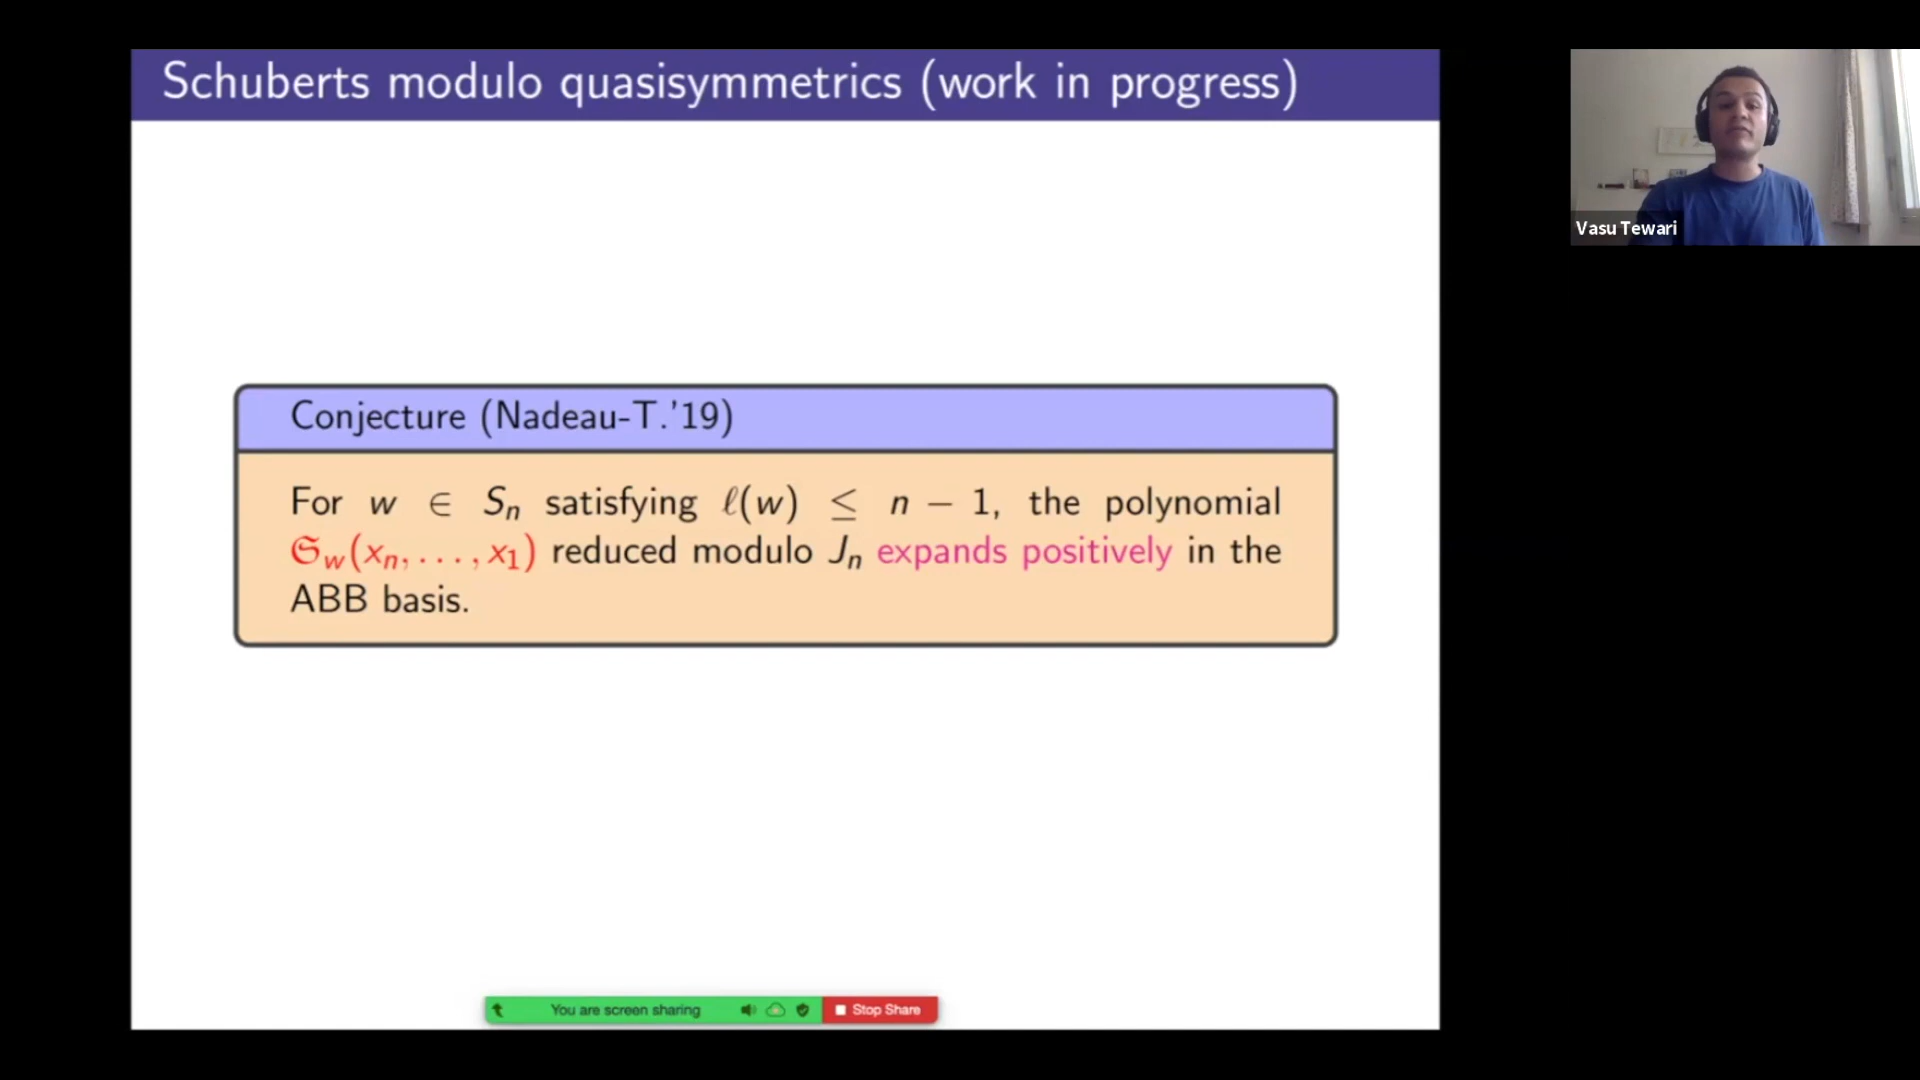 Schuberts modulo quasisymmetrics (work in progress)
Vasu Tewari
Conjecture (Nadeau-T.'19)
For w ∈ Sₙ satisfying ℓ(w) ≤ n − 1, the polynomial
𝔖_w(xₙ, . . . , x₁) reduced modulo Jₙ expands positively in the
ABB basis.
You are screen sharing
Stop Share